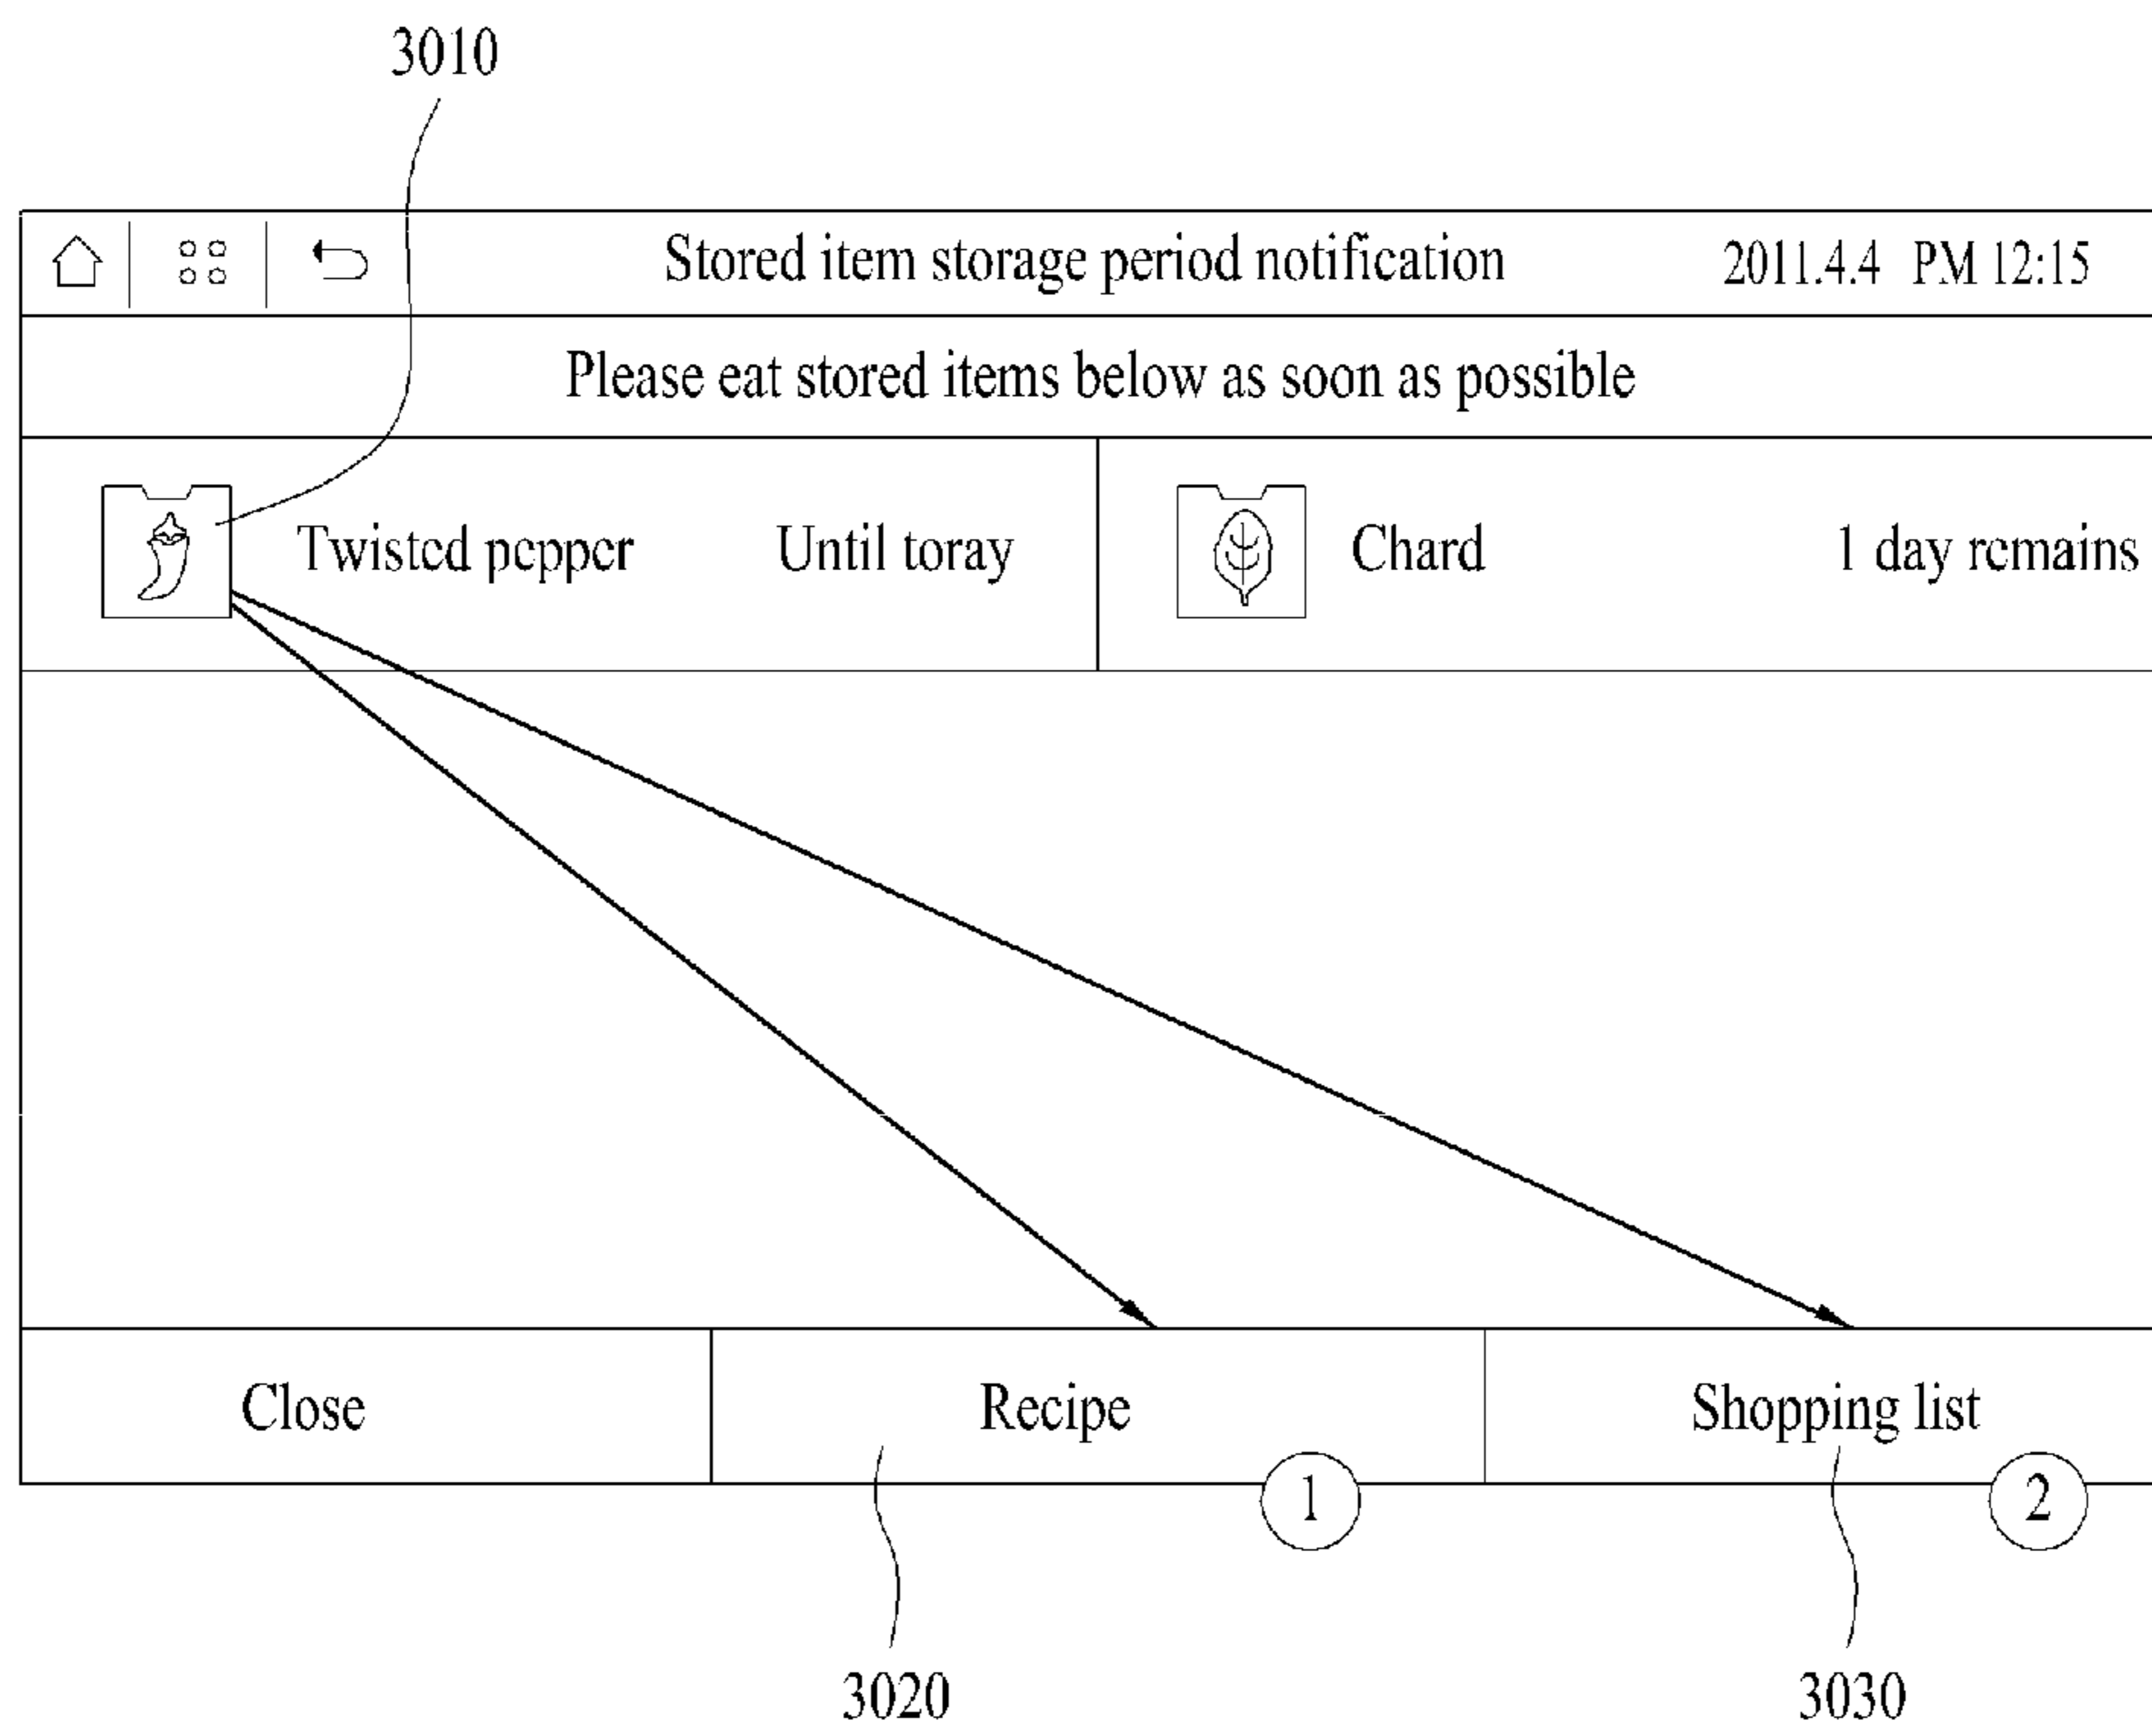 3010
Stored item storage period notification 2011.4.4 PM 12:15
Please eat stored items below as soon as possible
Twisted pepper Until toray Chard 1 day remains
Close Recipe Shopping list
1 2
3020 3030